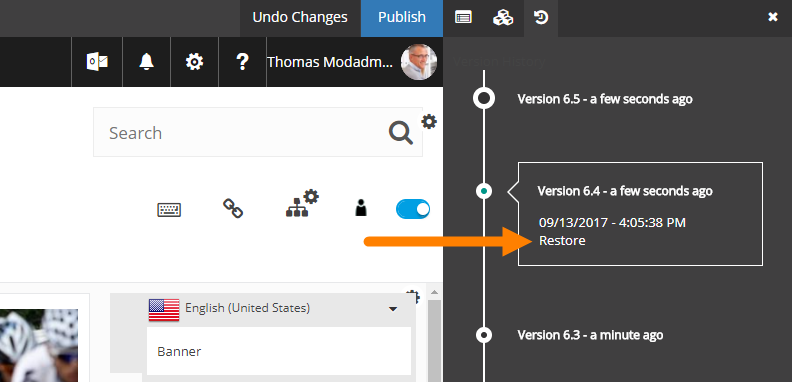 Undo Changes
Publish
Thomas Modadm...
Search
English (United States)
Banner
Version 6.5 - a few seconds ago
Version 6.4 - a few seconds ago
09/13/2017 - 4:05:38 PM
Restore
Version 6.3 - a minute ago